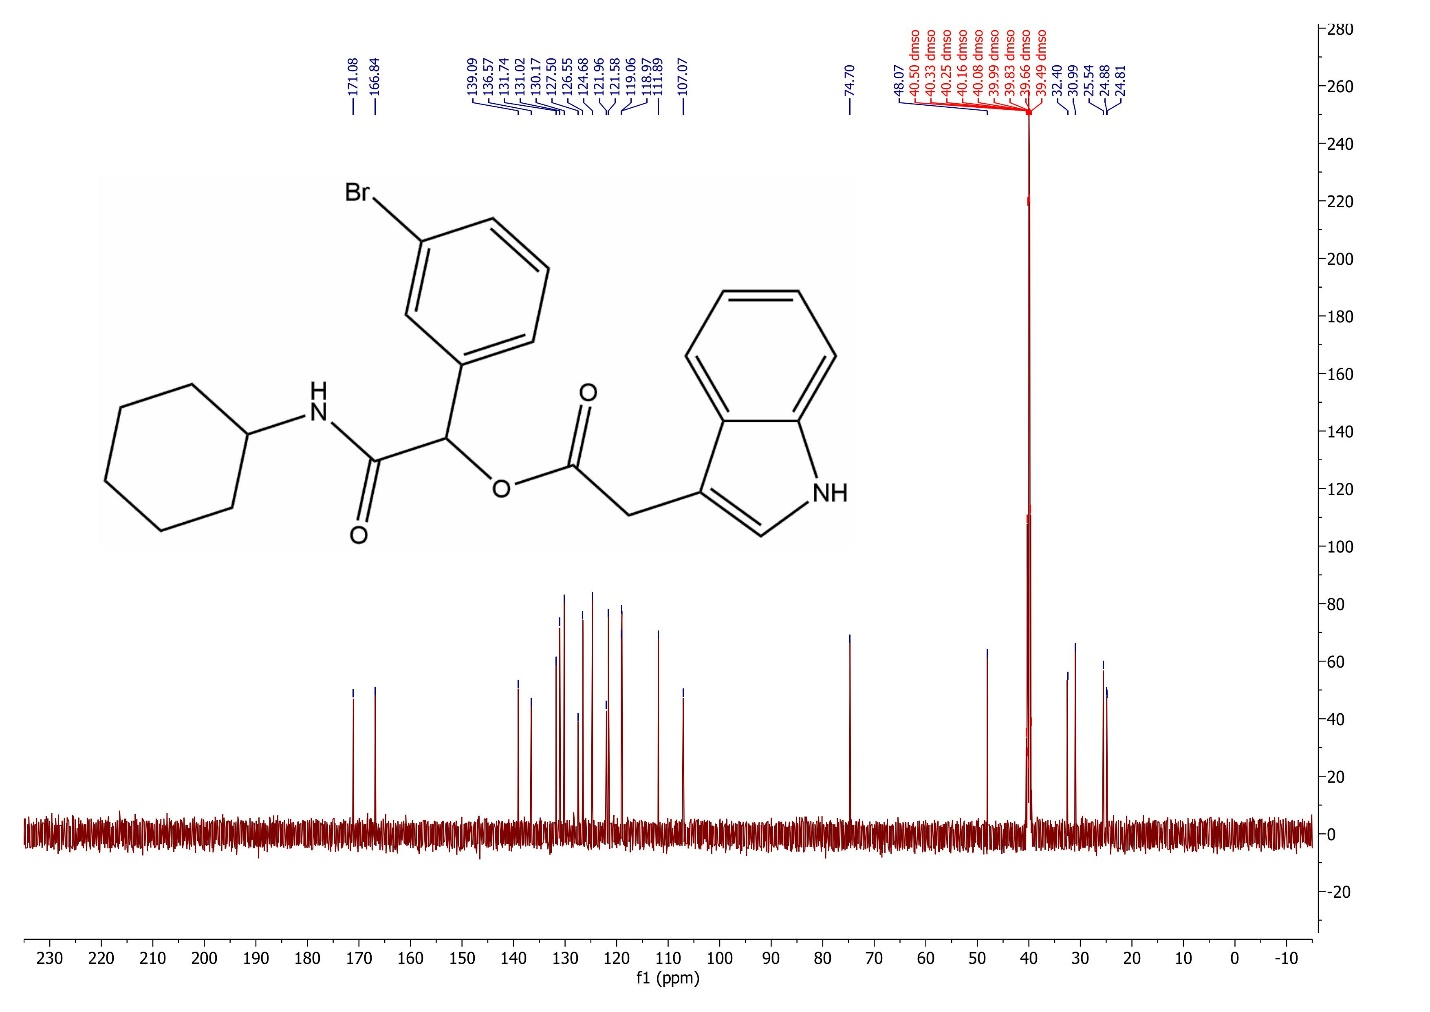 171.08
166.84
139.09
136.57
131.74
131.02
130.17
127.50
126.55
124.68
121.96
121.58
119.06
118.97
111.89
107.07
74.70
48.07
40.50 dmso
40.33 dmso
40.25 dmso
40.16 dmso
40.08 dmso
39.99 dmso
39.83 dmso
39.66 dmso
39.49 dmso
32.40
30.99
25.54
24.88
24.81
280
260
240
220
200
180
160
140
120
100
80
60
40
20
0
-20
Br
H
N
O
O
O
NH
230 220 210 200 190 180 170 160 150 140 130 120 110 100 90 80 70 60 50 40 30 20 10 0 -10
f1 (ppm)